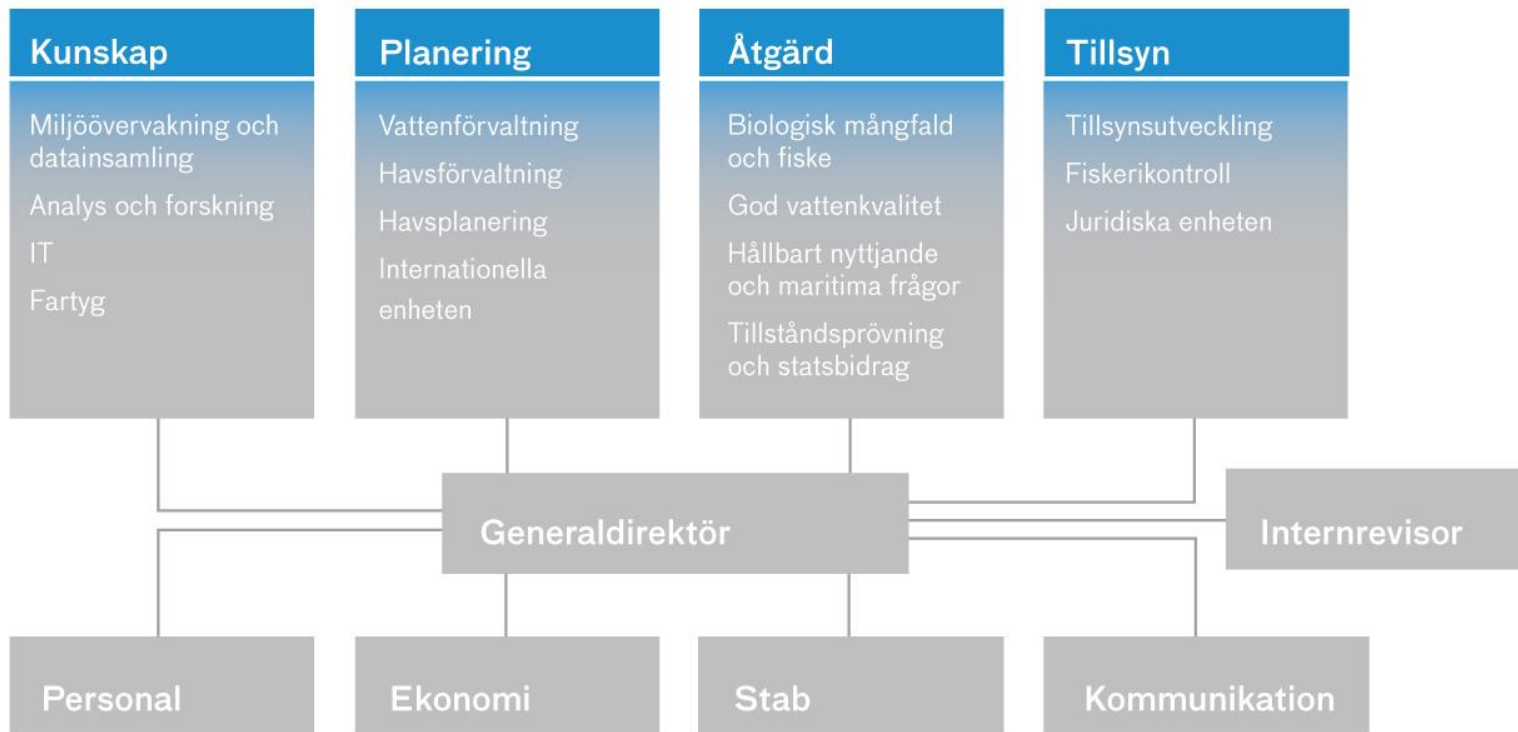 Kunskap
Miljöövervakning och
datainsamling
Analys och forskning
IT
Fartyg
Planering
Vattenförvaltning
Havsförvaltning
Havsplanering
Internationella
enheten
Åtgärd
Biologisk mångfald
och fiske
God vattenkvalitet
Hållbart nyttjande
och maritima frågor
Tillståndsprövning
och statsbidrag
Tillsyn
Tillsynsutveckling
Fiskerikontroll
Juridiska enheten
Generaldirektör
Internrevisor
Personal
Ekonomi
Stab
Kommunikation